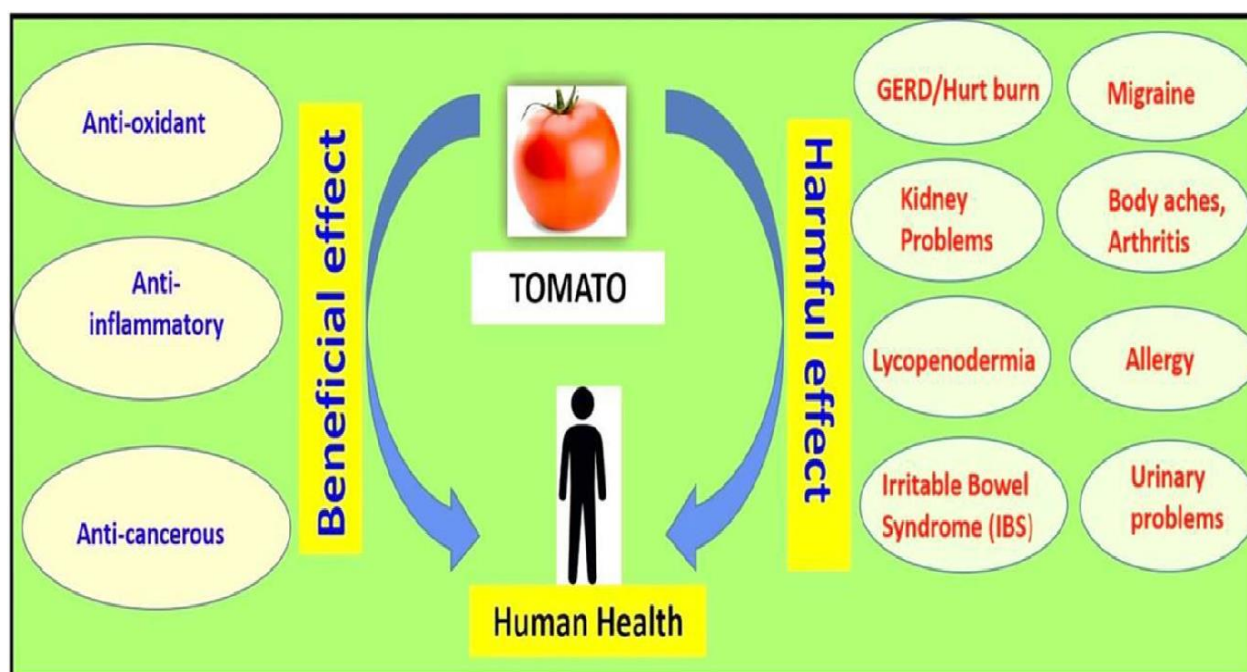 Anti-oxidant
Anti-
inflammatory
Anti-cancerous
Beneficial effect
TOMATO
Human Health
Harmful effect
GERD/Hurt burn
Migraine
Kidney
Problems
Body aches,
Arthritis
Lycopenodermia
Allergy
Irritable Bowel
Syndrome (IBS)
Urinary
problems